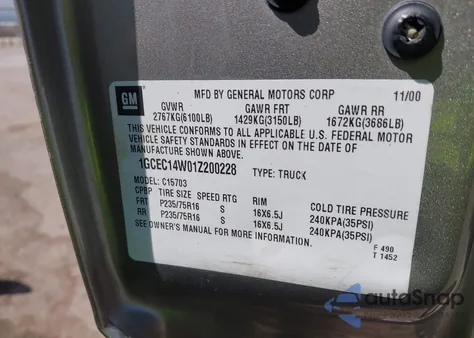 GM
MFD BY GENERAL MOTORS CORP 11/00
GVWR GAWR FRT GAWR RR
2767KG(6100LB) 1429KG(3150LB) 1672KG(3686LB)
THIS VEHICLE CONFORMS TO ALL APPLICABLE U.S. FEDERAL MOTOR
VEHICLE SAFETY STANDARDS IN EFFECT ON THE DATE OF
MANUFACTURE SHOWN ABOVE.
1GCEC14W01Z200228 TYPE: TRUCK
MODEL: C15703
CPBP TIRE SIZE SPEED RTG RIM COLD TIRE PRESSURE
FRT P235/75R16 S 16X6.5J 240KPA(35PSI)
RR P235/75R16 S 16X6.5J 240KPA(35PSI)
SEE OWNER'S MANUAL FOR MORE INFORMATION.
F 490
T 1452
autoSnap